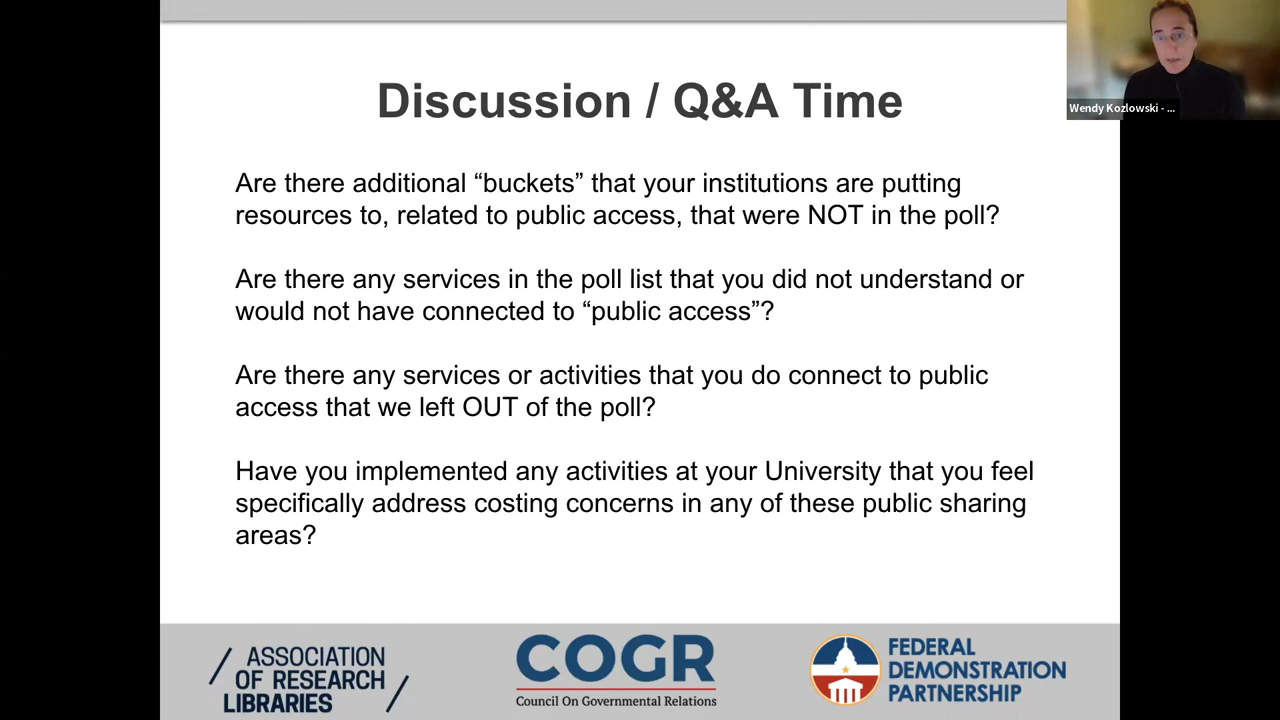 Discussion / Q&A Time
Wendy Kozlowski - ...
Are there additional “buckets” that your institutions are putting
resources to, related to public access, that were NOT in the poll?
Are there any services in the poll list that you did not understand or
would not have connected to “public access”?
Are there any services or activities that you do connect to public
access that we left OUT of the poll?
Have you implemented any activities at your University that you feel
specifically address costing concerns in any of these public sharing
areas?
ASSOCIATION
OF RESEARCH
LIBRARIES
COGR
Council On Governmental Relations
FEDERAL
DEMONSTRATION
PARTNERSHIP